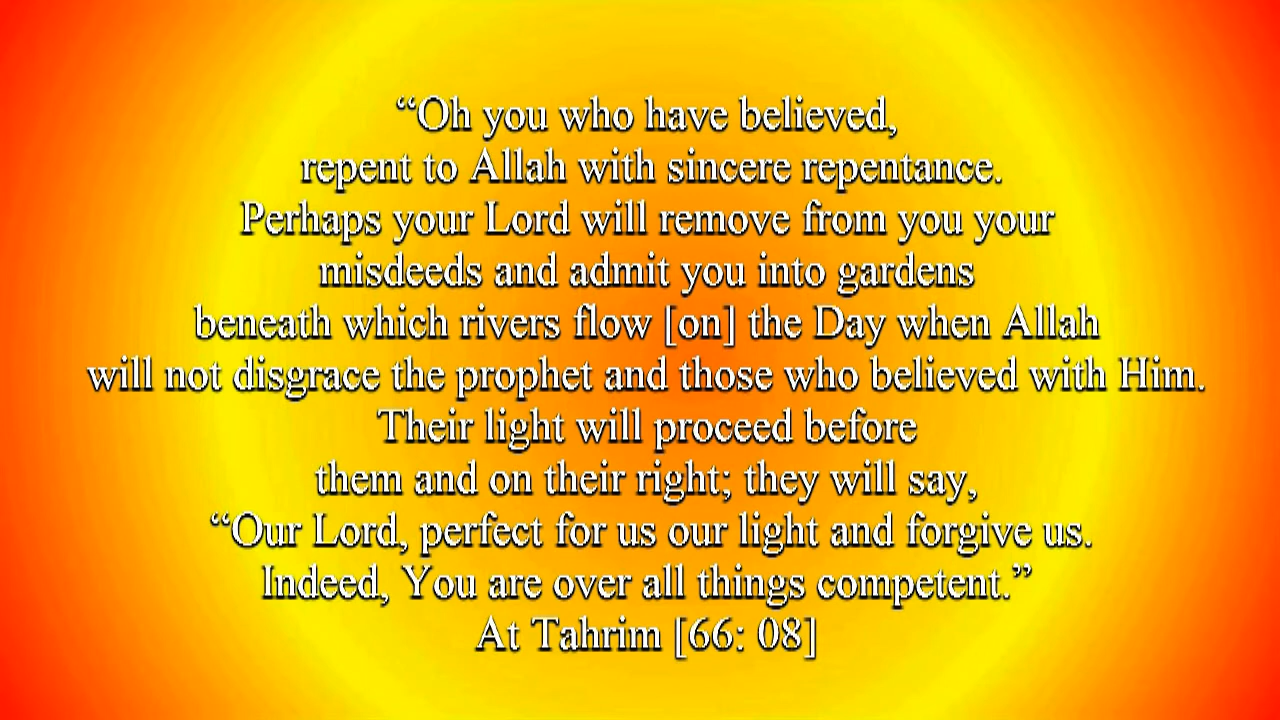 “Oh you who have believed,
repent to Allah with sincere repentance.
Perhaps your Lord will remove from you your
misdeeds and admit you into gardens
beneath which rivers flow [on] the Day when Allah
will not disgrace the prophet and those who believed with Him.
Their light will proceed before
them and on their right; they will say,
“Our Lord, perfect for us our light and forgive us.
Indeed, You are over all things competent.”
At Tahrim [66: 08]